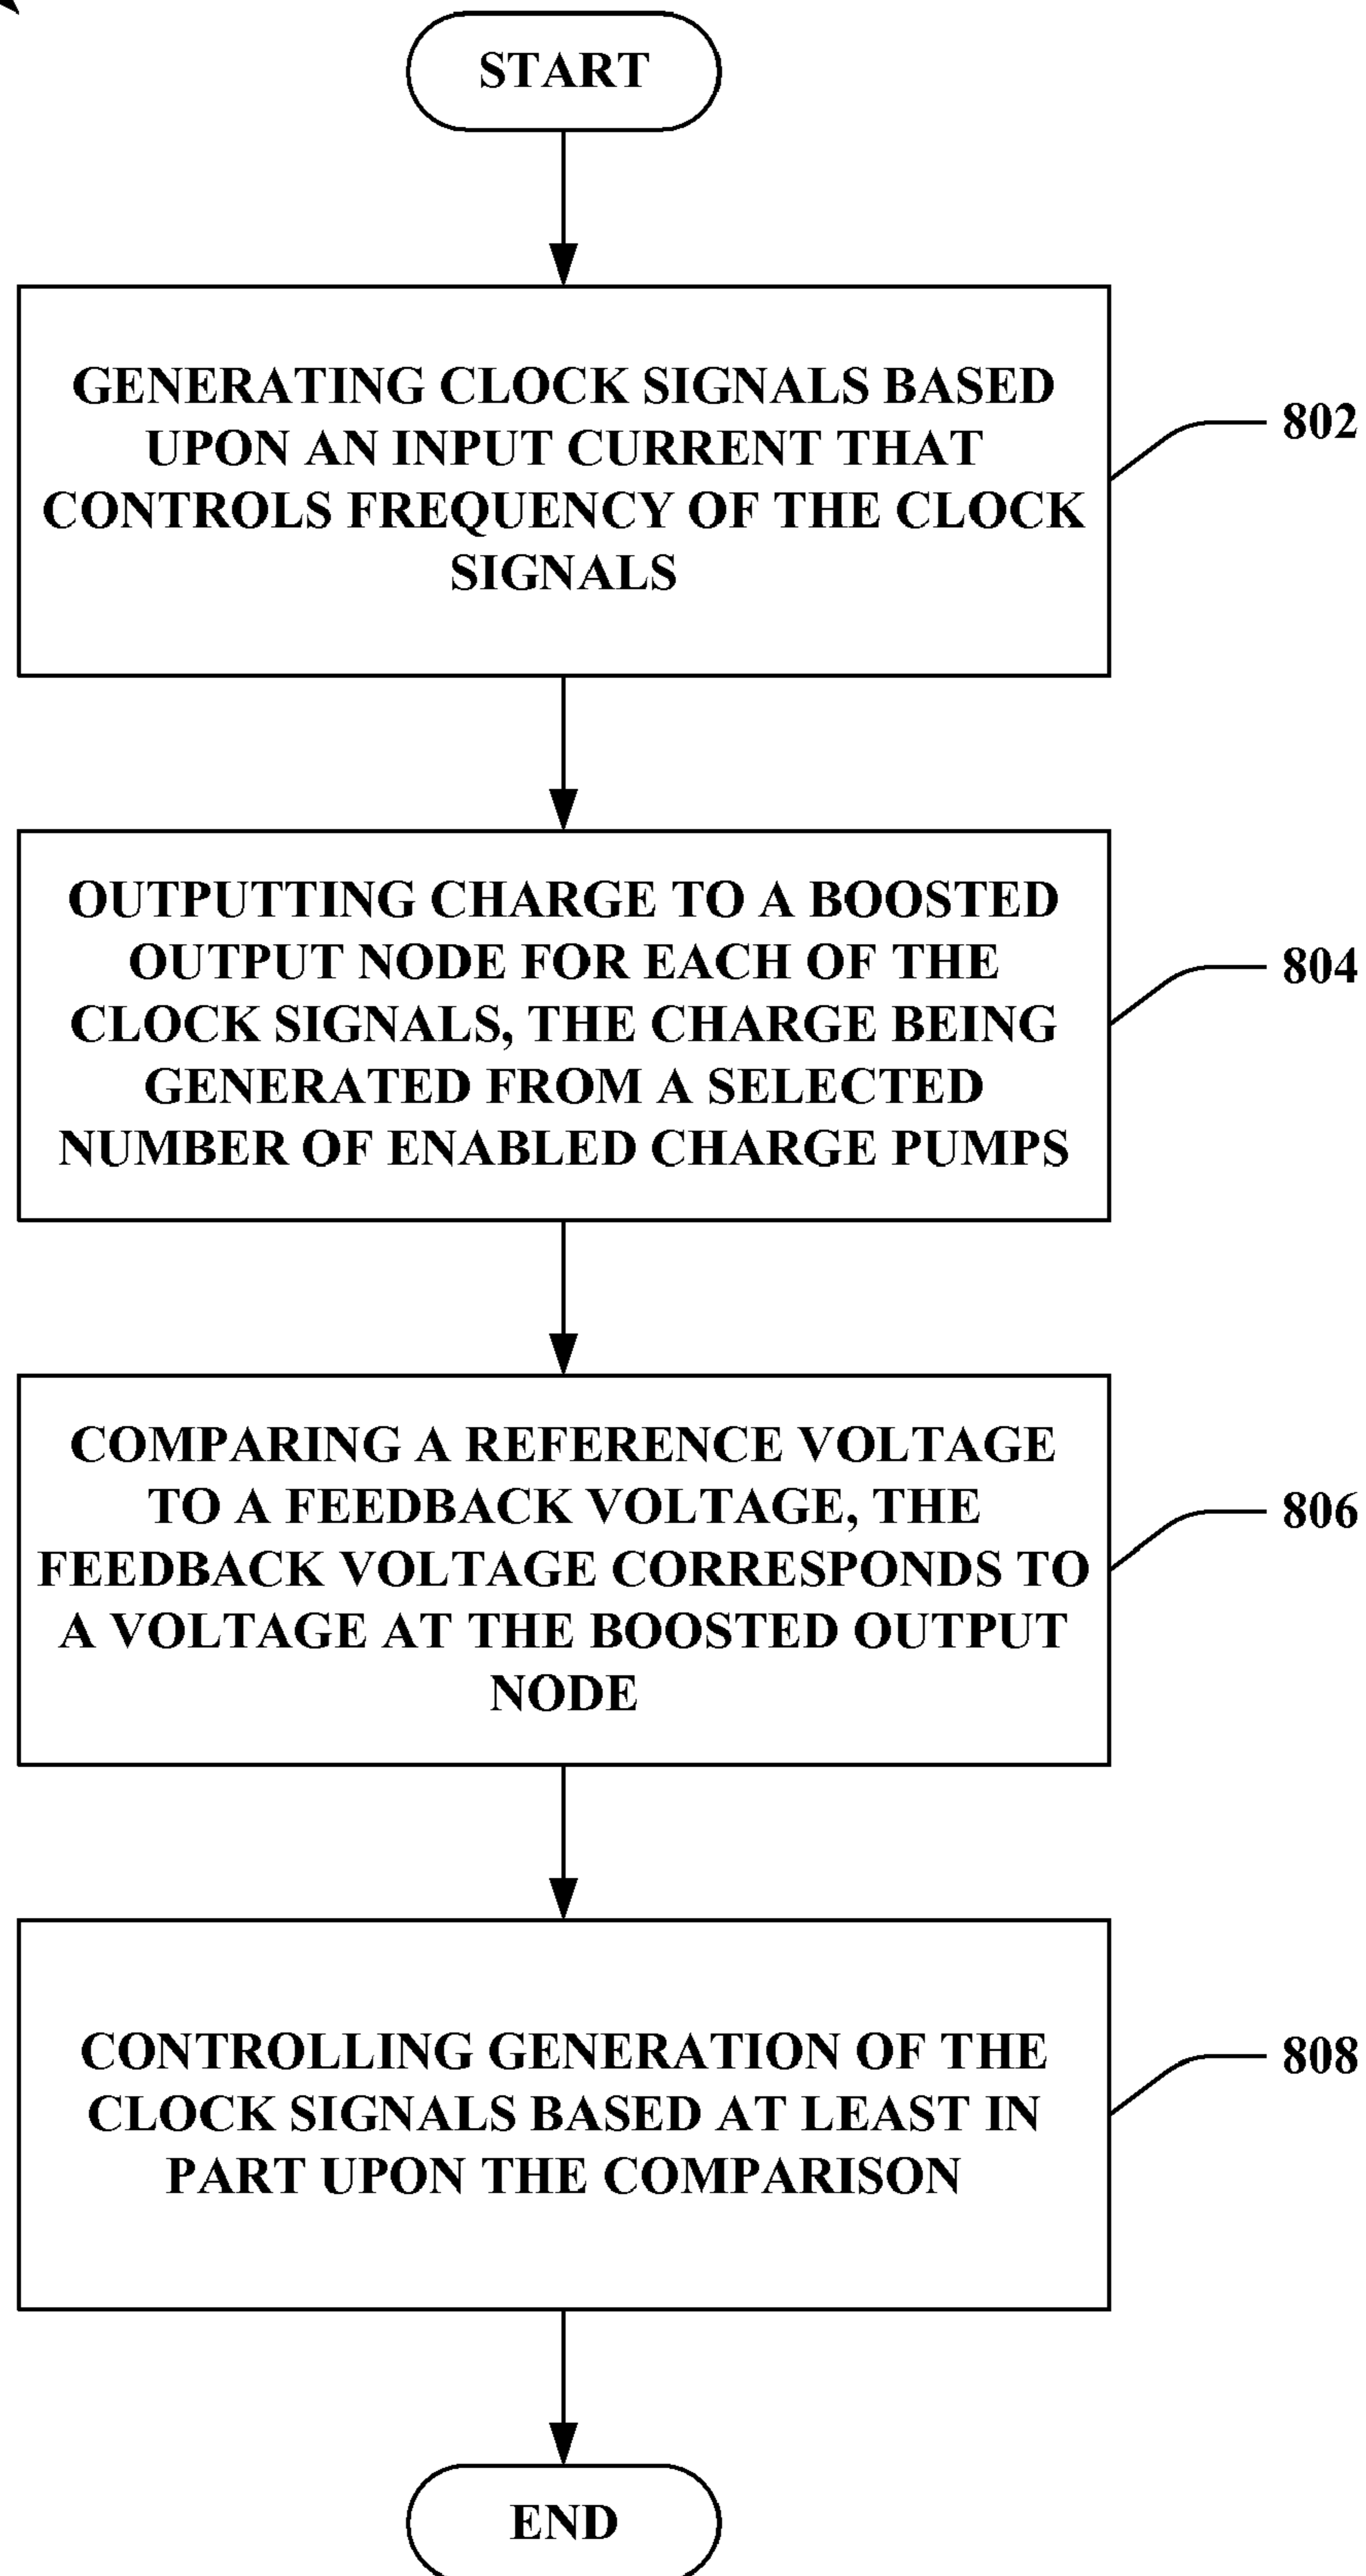 START
GENERATING CLOCK SIGNALS BASED
UPON AN INPUT CURRENT THAT
CONTROLS FREQUENCY OF THE CLOCK
SIGNALS
802
OUTPUTTING CHARGE TO A BOOSTED
OUTPUT NODE FOR EACH OF THE
CLOCK SIGNALS, THE CHARGE BEING
GENERATED FROM A SELECTED
NUMBER OF ENABLED CHARGE PUMPS
804
COMPARING A REFERENCE VOLTAGE
TO A FEEDBACK VOLTAGE, THE
FEEDBACK VOLTAGE CORRESPONDS TO
A VOLTAGE AT THE BOOSTED OUTPUT
NODE
806
CONTROLLING GENERATION OF THE
CLOCK SIGNALS BASED AT LEAST IN
PART UPON THE COMPARISON
808
END